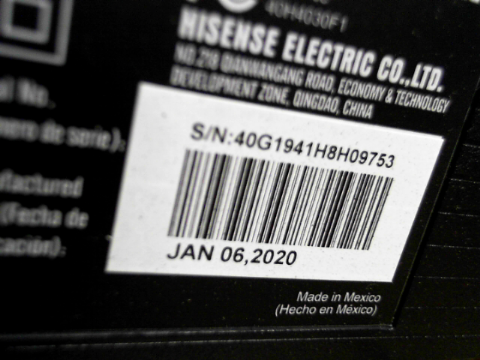 40H4030F1
HISENSE ELECTRIC CO.,LTD.
NO.218 QIANWANGANG ROAD, ECONOMY & TECHNOLOGY
DEVELOPMENT ZONE, QINGDAO, CHINA
S/N:40G1941H8H09753
JAN 06,2020
Made in Mexico
(Hecho en México)
ial No.
mero de serie):
ufactured
(Fecha de
cación):